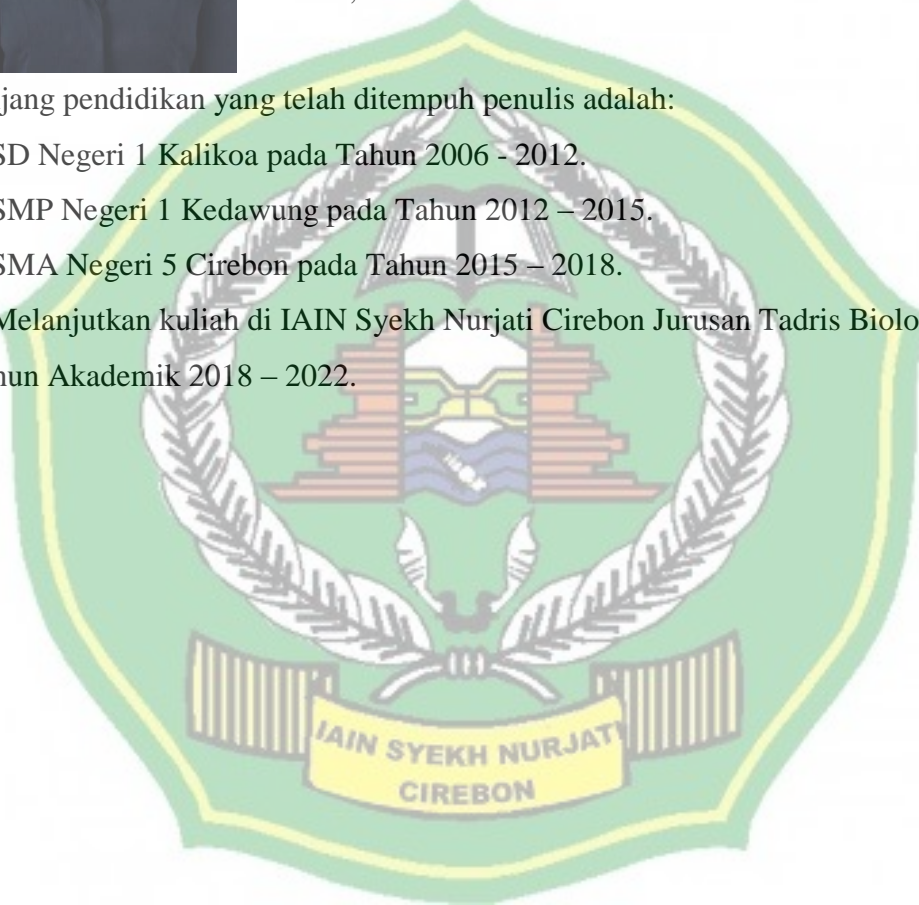 jang pendidikan yang telah ditempuh penulis adalah:
SD Negeri 1 Kalikoa pada Tahun 2006 - 2012.
SMP Negeri 1 Kedawung pada Tahun 2012 – 2015.
SMA Negeri 5 Cirebon pada Tahun 2015 – 2018.
Melanjutkan kuliah di IAIN Syekh Nurjati Cirebon Jurusan Tadris Biolo
hun Akademik 2018 – 2022.
IAIN SYEKH NURJATI
CIREBON